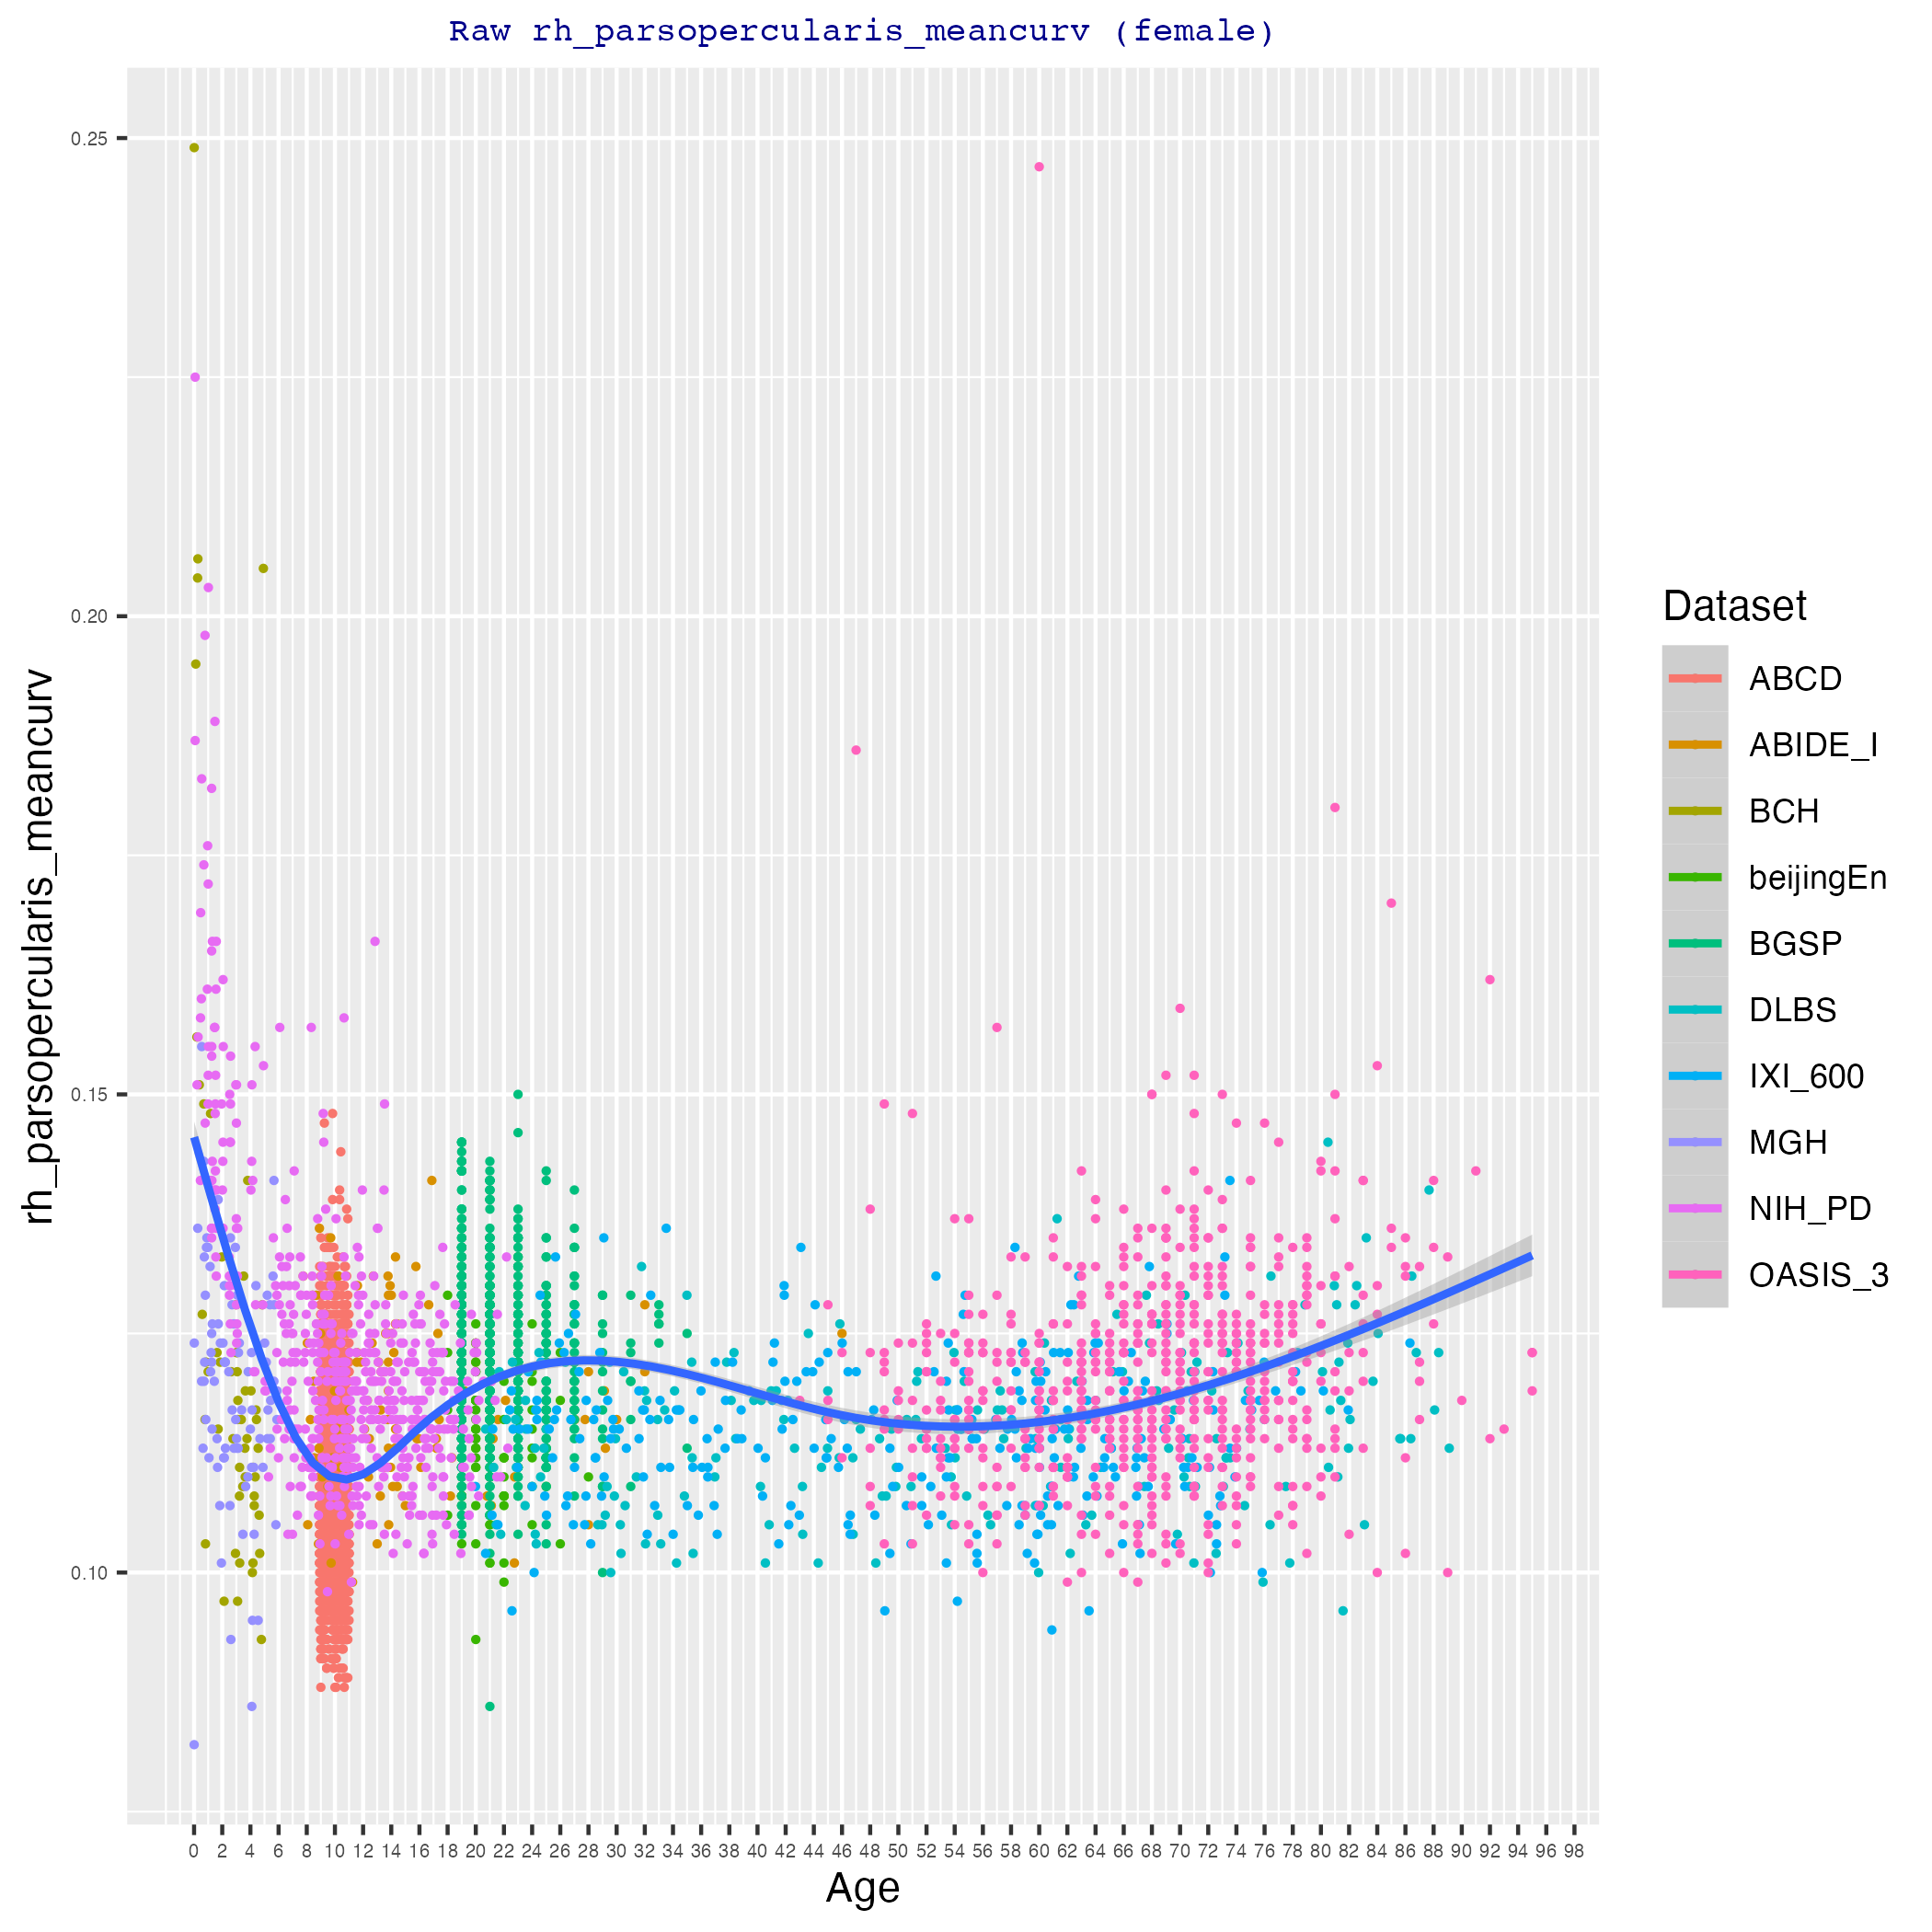 Raw rh_parsopercularis_meancurv (female)
rh_parsopercularis_meancurv
0.25
0.20
0.15
0.10
0 2 4 6 8 10 12 14 16 18 20 22 24 26 28 30 32 34 36 38 40 42 44 46 48 50 52 54 56 58 60 62 64 66 68 70 72 74 76 78 80 82 84 86 88 90 92 94 96 98
Age
Dataset
ABCD
ABIDE_I
BCH
beijingEn
BGSP
DLBS
IXI_600
MGH
NIH_PD
OASIS_3